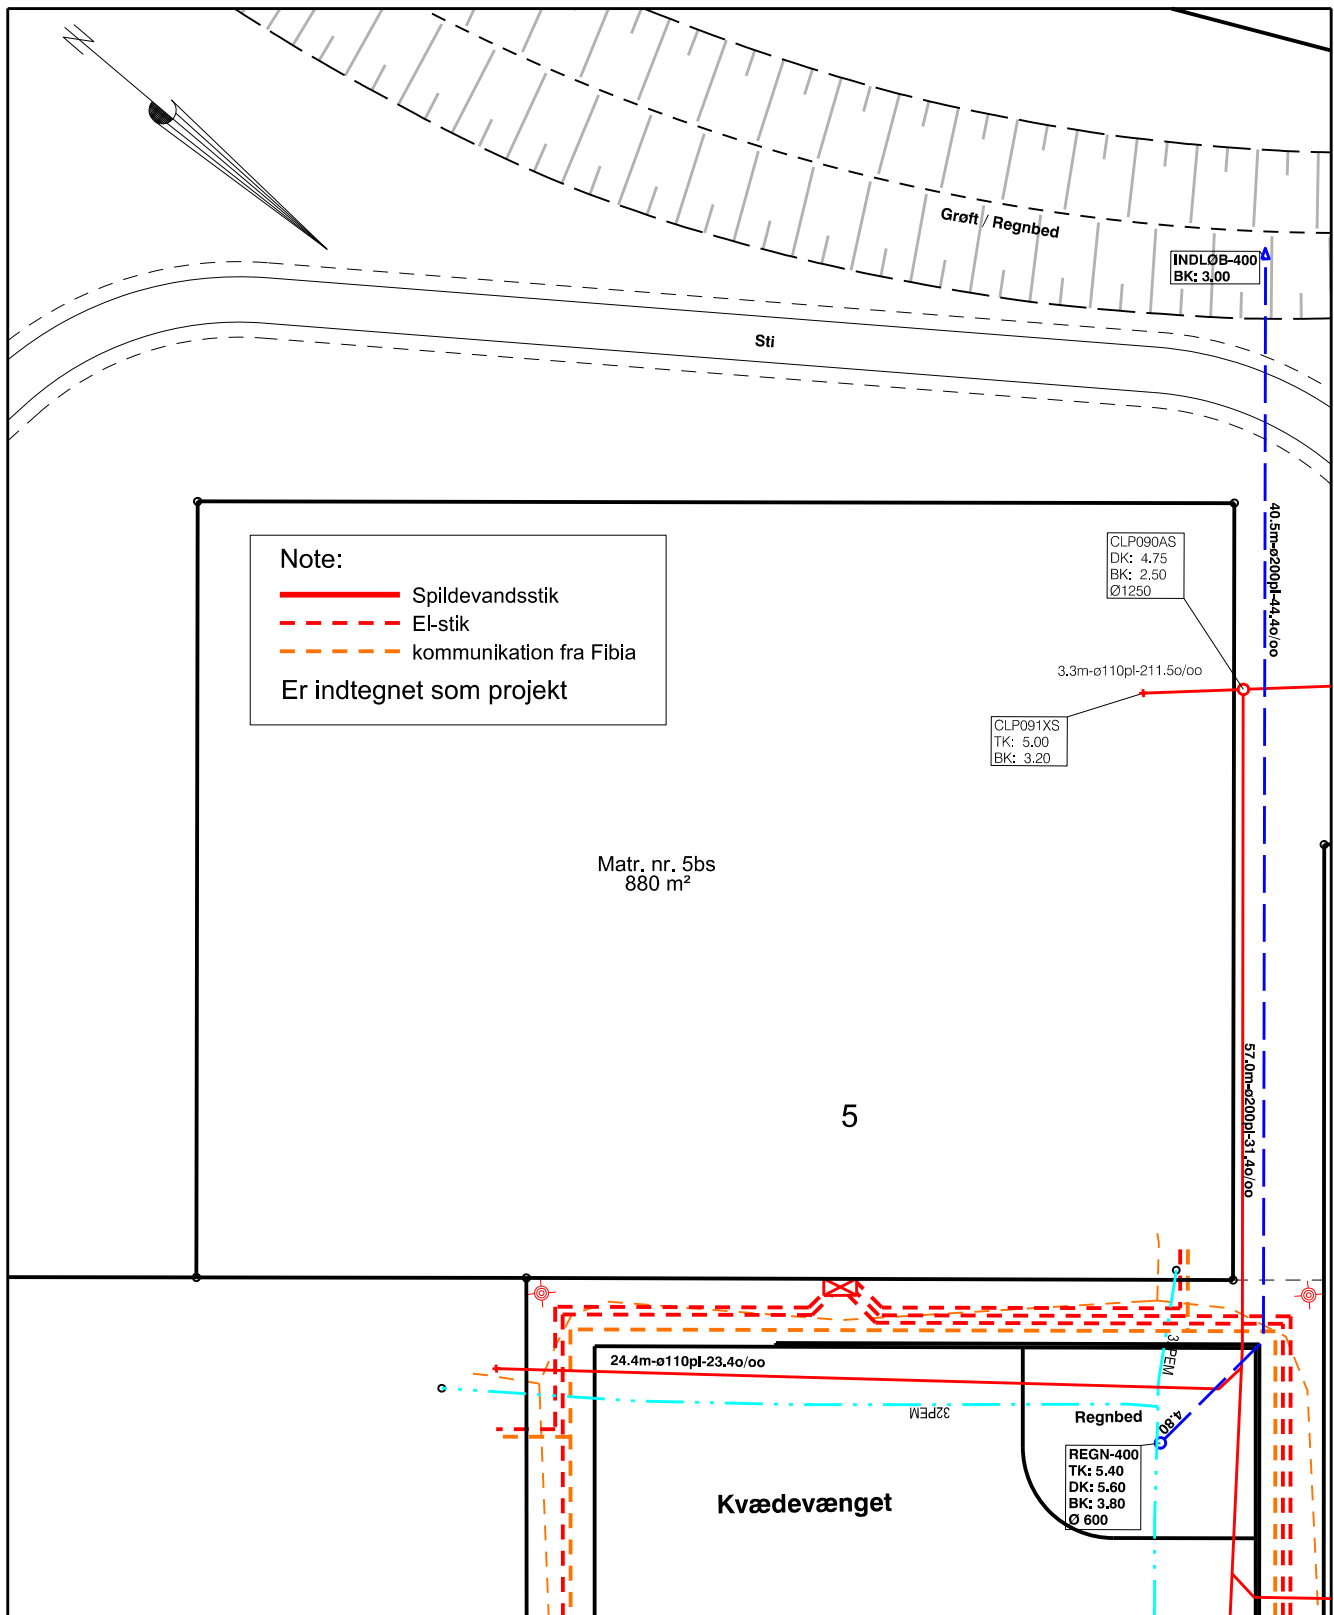 N
Grøft / Regnbed
INDLØB-400
BK: 3.00
Sti
40.5m-ø200pl-44.4o/oo
Note:
Spildevandsstik
El-stik
kommunikation fra Fibia
Er indtegnet som projekt
CLP090AS
DK: 4.75
BK: 2.50
Ø1250
3.3m-ø110pl-211.5o/oo
CLP091XS
TK: 5.00
BK: 3.20
Matr. nr. 5bs
880 m²
57.0m-ø200pl-31.4o/oo
5
24.4m-ø110pl-23.4o/oo
32PEM
32PEM
Regnbed
4.80
REGN-400
TK: 5.40
DK: 5.60
BK: 3.80
Ø 600
Kvædevænget